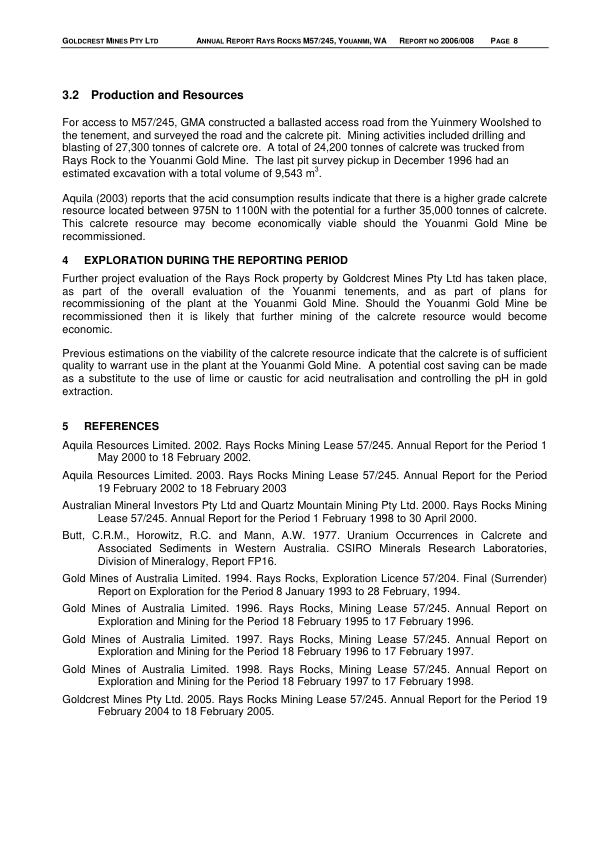 GOLDCREST MINES PTY LTD ANNUAL REPORT RAYS ROCKS M57/245, YOUANMI, WA REPORT NO 2006/008 PAGE 8
3.2 Production and Resources
For access to M57/245, GMA constructed a ballasted access road from the Yuinmery Woolshed to
the tenement, and surveyed the road and the calcrete pit. Mining activities included drilling and
blasting of 27,300 tonnes of calcrete ore. A total of 24,200 tonnes of calcrete was trucked from
Rays Rock to the Youanmi Gold Mine. The last pit survey pickup in December 1996 had an
estimated excavation with a total volume of 9,543 m³.
Aquila (2003) reports that the acid consumption results indicate that there is a higher grade calcrete
resource located between 975N to 1100N with the potential for a further 35,000 tonnes of calcrete.
This calcrete resource may become economically viable should the Youanmi Gold Mine be
recommissioned.
4 EXPLORATION DURING THE REPORTING PERIOD
Further project evaluation of the Rays Rock property by Goldcrest Mines Pty Ltd has taken place,
as part of the overall evaluation of the Youanmi tenements, and as part of plans for
recommissioning of the plant at the Youanmi Gold Mine. Should the Youanmi Gold Mine be
recommissioned then it is likely that further mining of the calcrete resource would become
economic.
Previous estimations on the viability of the calcrete resource indicate that the calcrete is of sufficient
quality to warrant use in the plant at the Youanmi Gold Mine. A potential cost saving can be made
as a substitute to the use of lime or caustic for acid neutralisation and controlling the pH in gold
extraction.
5 REFERENCES
Aquila Resources Limited. 2002. Rays Rocks Mining Lease 57/245. Annual Report for the Period 1
May 2000 to 18 February 2002.
Aquila Resources Limited. 2003. Rays Rocks Mining Lease 57/245. Annual Report for the Period
19 February 2002 to 18 February 2003
Australian Mineral Investors Pty Ltd and Quartz Mountain Mining Pty Ltd. 2000. Rays Rocks Mining
Lease 57/245. Annual Report for the Period 1 February 1998 to 30 April 2000.
Butt, C.R.M., Horowitz, R.C. and Mann, A.W. 1977. Uranium Occurrences in Calcrete and
Associated Sediments in Western Australia. CSIRO Minerals Research Laboratories,
Division of Mineralogy, Report FP16.
Gold Mines of Australia Limited. 1994. Rays Rocks, Exploration Licence 57/204. Final (Surrender)
Report on Exploration for the Period 8 January 1993 to 28 February, 1994.
Gold Mines of Australia Limited. 1996. Rays Rocks, Mining Lease 57/245. Annual Report on
Exploration and Mining for the Period 18 February 1995 to 17 February 1996.
Gold Mines of Australia Limited. 1997. Rays Rocks, Mining Lease 57/245. Annual Report on
Exploration and Mining for the Period 18 February 1996 to 17 February 1997.
Gold Mines of Australia Limited. 1998. Rays Rocks, Mining Lease 57/245. Annual Report on
Exploration and Mining for the Period 18 February 1997 to 17 February 1998.
Goldcrest Mines Pty Ltd. 2005. Rays Rocks Mining Lease 57/245. Annual Report for the Period 19
February 2004 to 18 February 2005.